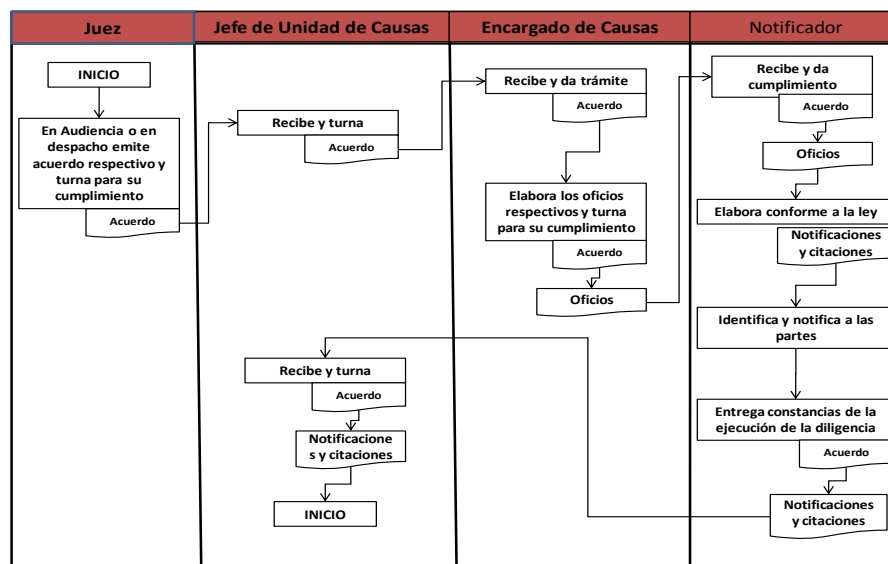 Juez
Jefe de Unidad de Causas
Encargado de Causas
Notificador
INICIO
En Audiencia o en
despacho emite
acuerdo respectivo y
turna para su
cumplimiento
Acuerdo
Recibe y turna
Acuerdo
Recibe y da trámite
Acuerdo
Elabora los oficios
respectivos y turna
para su cumplimiento
Acuerdo
Oficios
Recibe y da
cumplimiento
Acuerdo
Oficios
Elabora conforme a la ley
Notificaciones
y citaciones
Identifica y notifica a las
partes
Entrega constancias de la
ejecución de la diligencia
Acuerdo
Notificaciones
y citaciones
Recibe y turna
Acuerdo
Notificacione
s y citaciones
INICIO